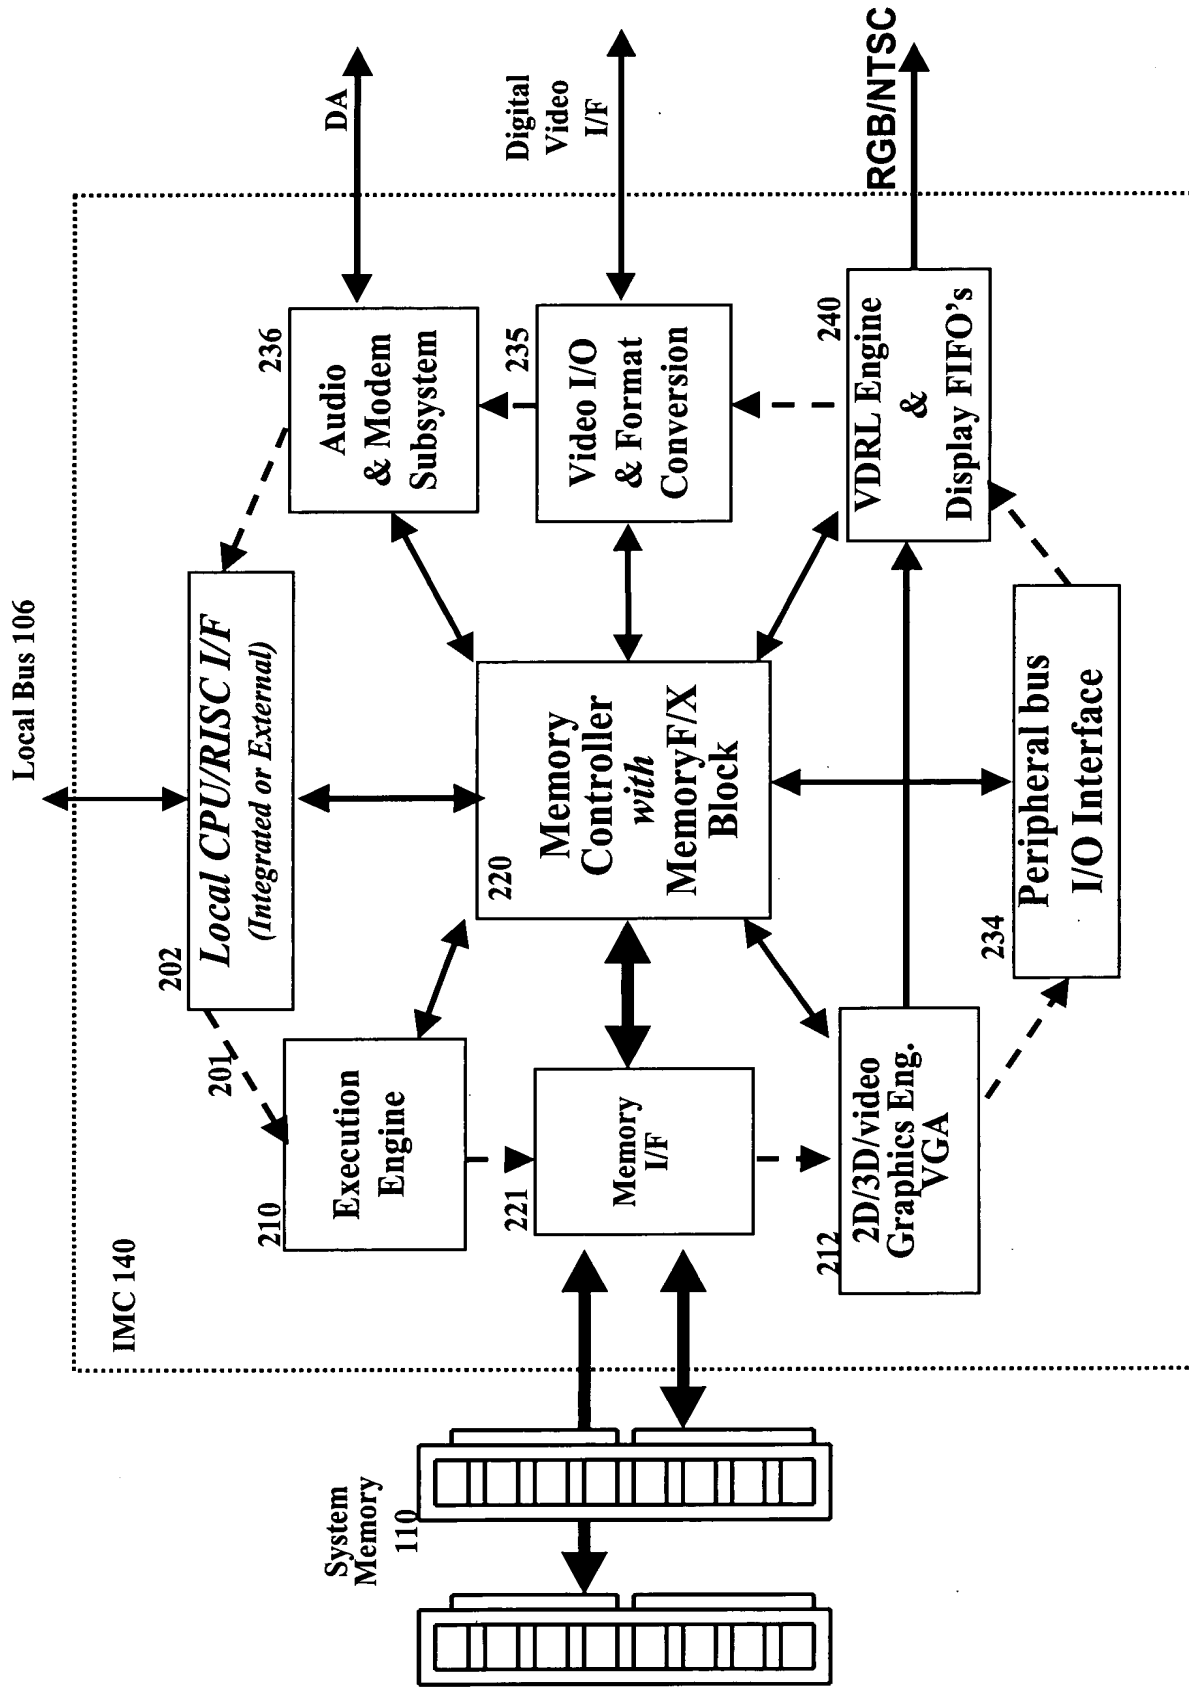 Local Bus 106
IMC 140
System
Memory
110
202
Local CPU/RISC I/F
(Integrated or External)
201
210
Execution
Engine
236
Audio
& Modem
Subsystem
DA
220
Memory
Controller
with
MemoryF/X
Block
221
Memory
I/F
235
Video I/O
& Format
Conversion
Digital
Video
I/F
212
2D/3D/video
Graphics Eng.
VGA
240
VDRL Engine
&
Display FIFO's
RGB/NTSC
234
Peripheral bus
I/O Interface